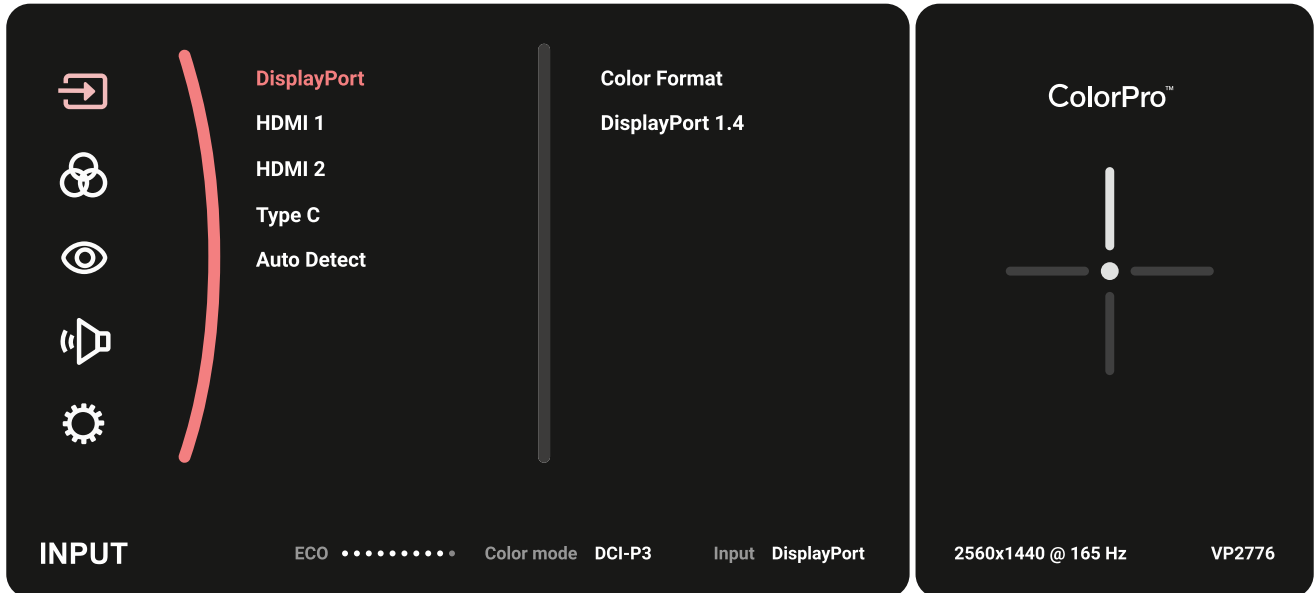 DisplayPort
HDMI 1
HDMI 2
Type C
Auto Detect
Color Format
DisplayPort 1.4
ColorPro™
INPUT
ECO
Color mode DCI-P3
Input DisplayPort
2560x1440 @ 165 Hz
VP2776